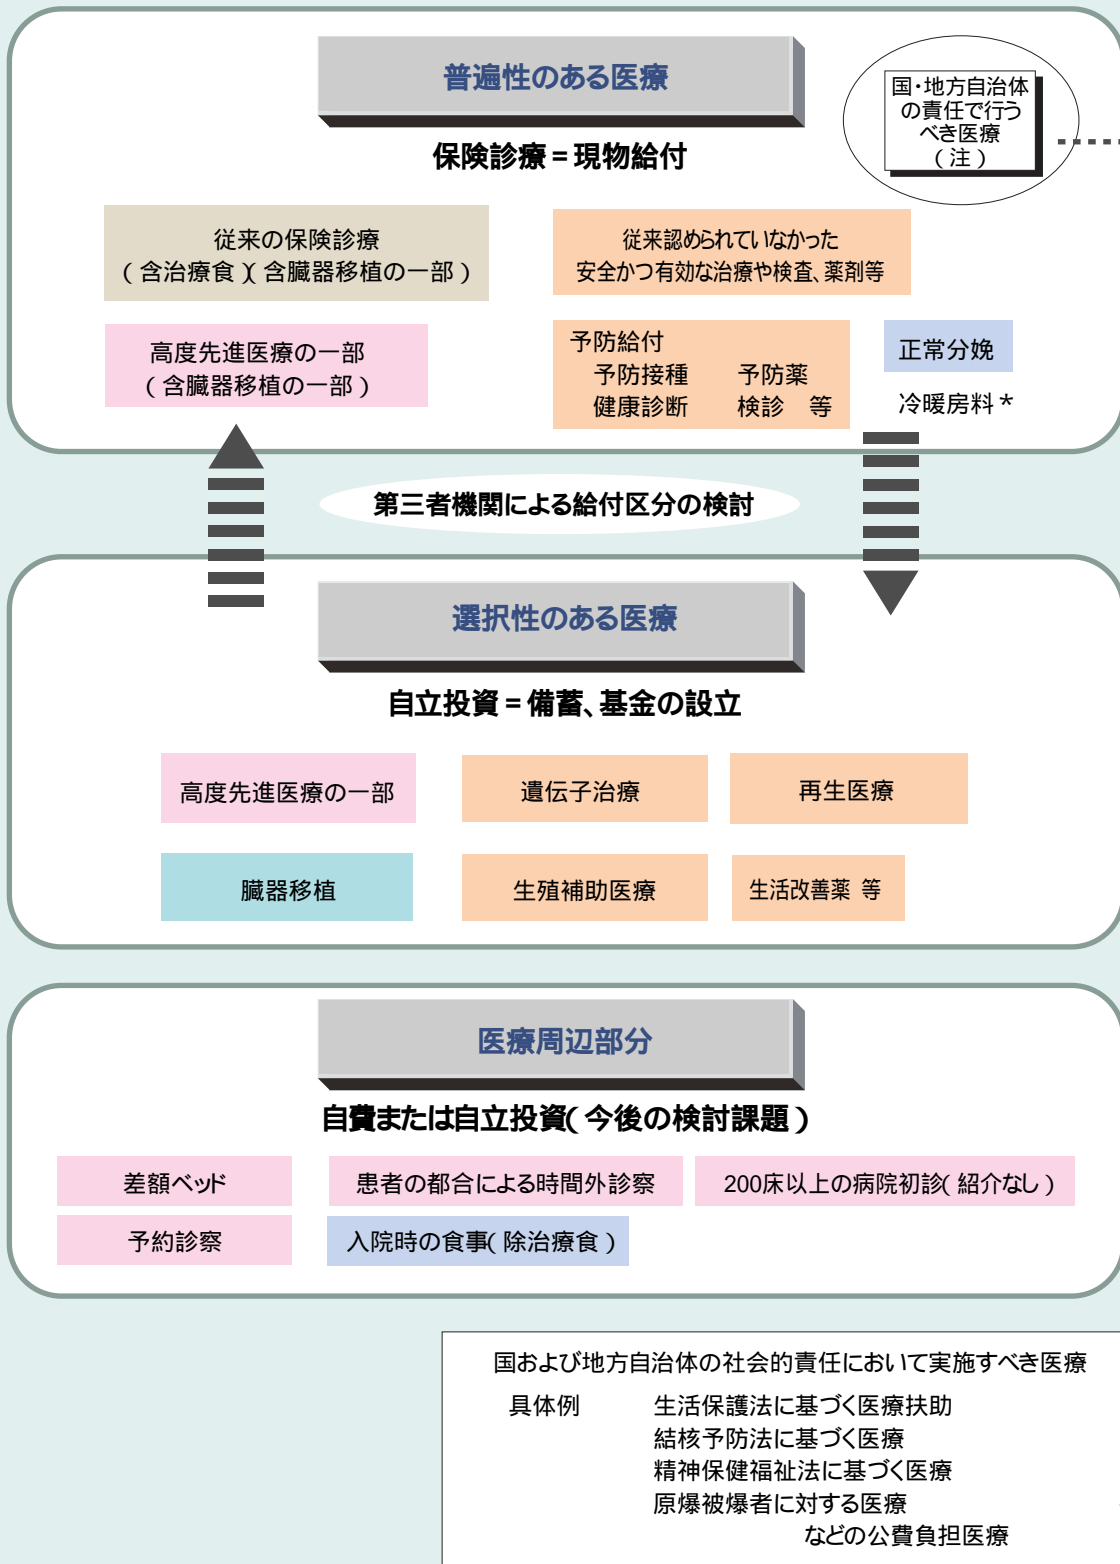 普遍性のある医療
国・地方自治体
の責任で行う
べき医療
(注)
保険診療=現物給付
従来の保険診療
(含治療食)(含臓器移植の一部)
従来認められていなかった
安全かつ有効な治療や検査、薬剤等
高度先進医療の一部
(含臓器移植の一部)
予防給付
予防接種 予防薬
健康診断 検診 等
正常分娩
冷暖房料*
第三者機関による給付区分の検討
選択性のある医療
自立投資=備蓄、基金の設立
高度先進医療の一部
遺伝子治療
再生医療
臓器移植
生殖補助医療
生活改善薬 等
医療周辺部分
自費または自立投資(今後の検討課題)
差額ベッド
患者の都合による時間外診察
200床以上の病院初診(紹介なし)
予約診察
入院時の食事(除治療食)
国および地方自治体の社会的責任において実施すべき医療
具体例 生活保護法に基づく医療扶助
結核予防法に基づく医療
精神保健福祉法に基づく医療
原爆被爆者に対する医療
などの公費負担医療